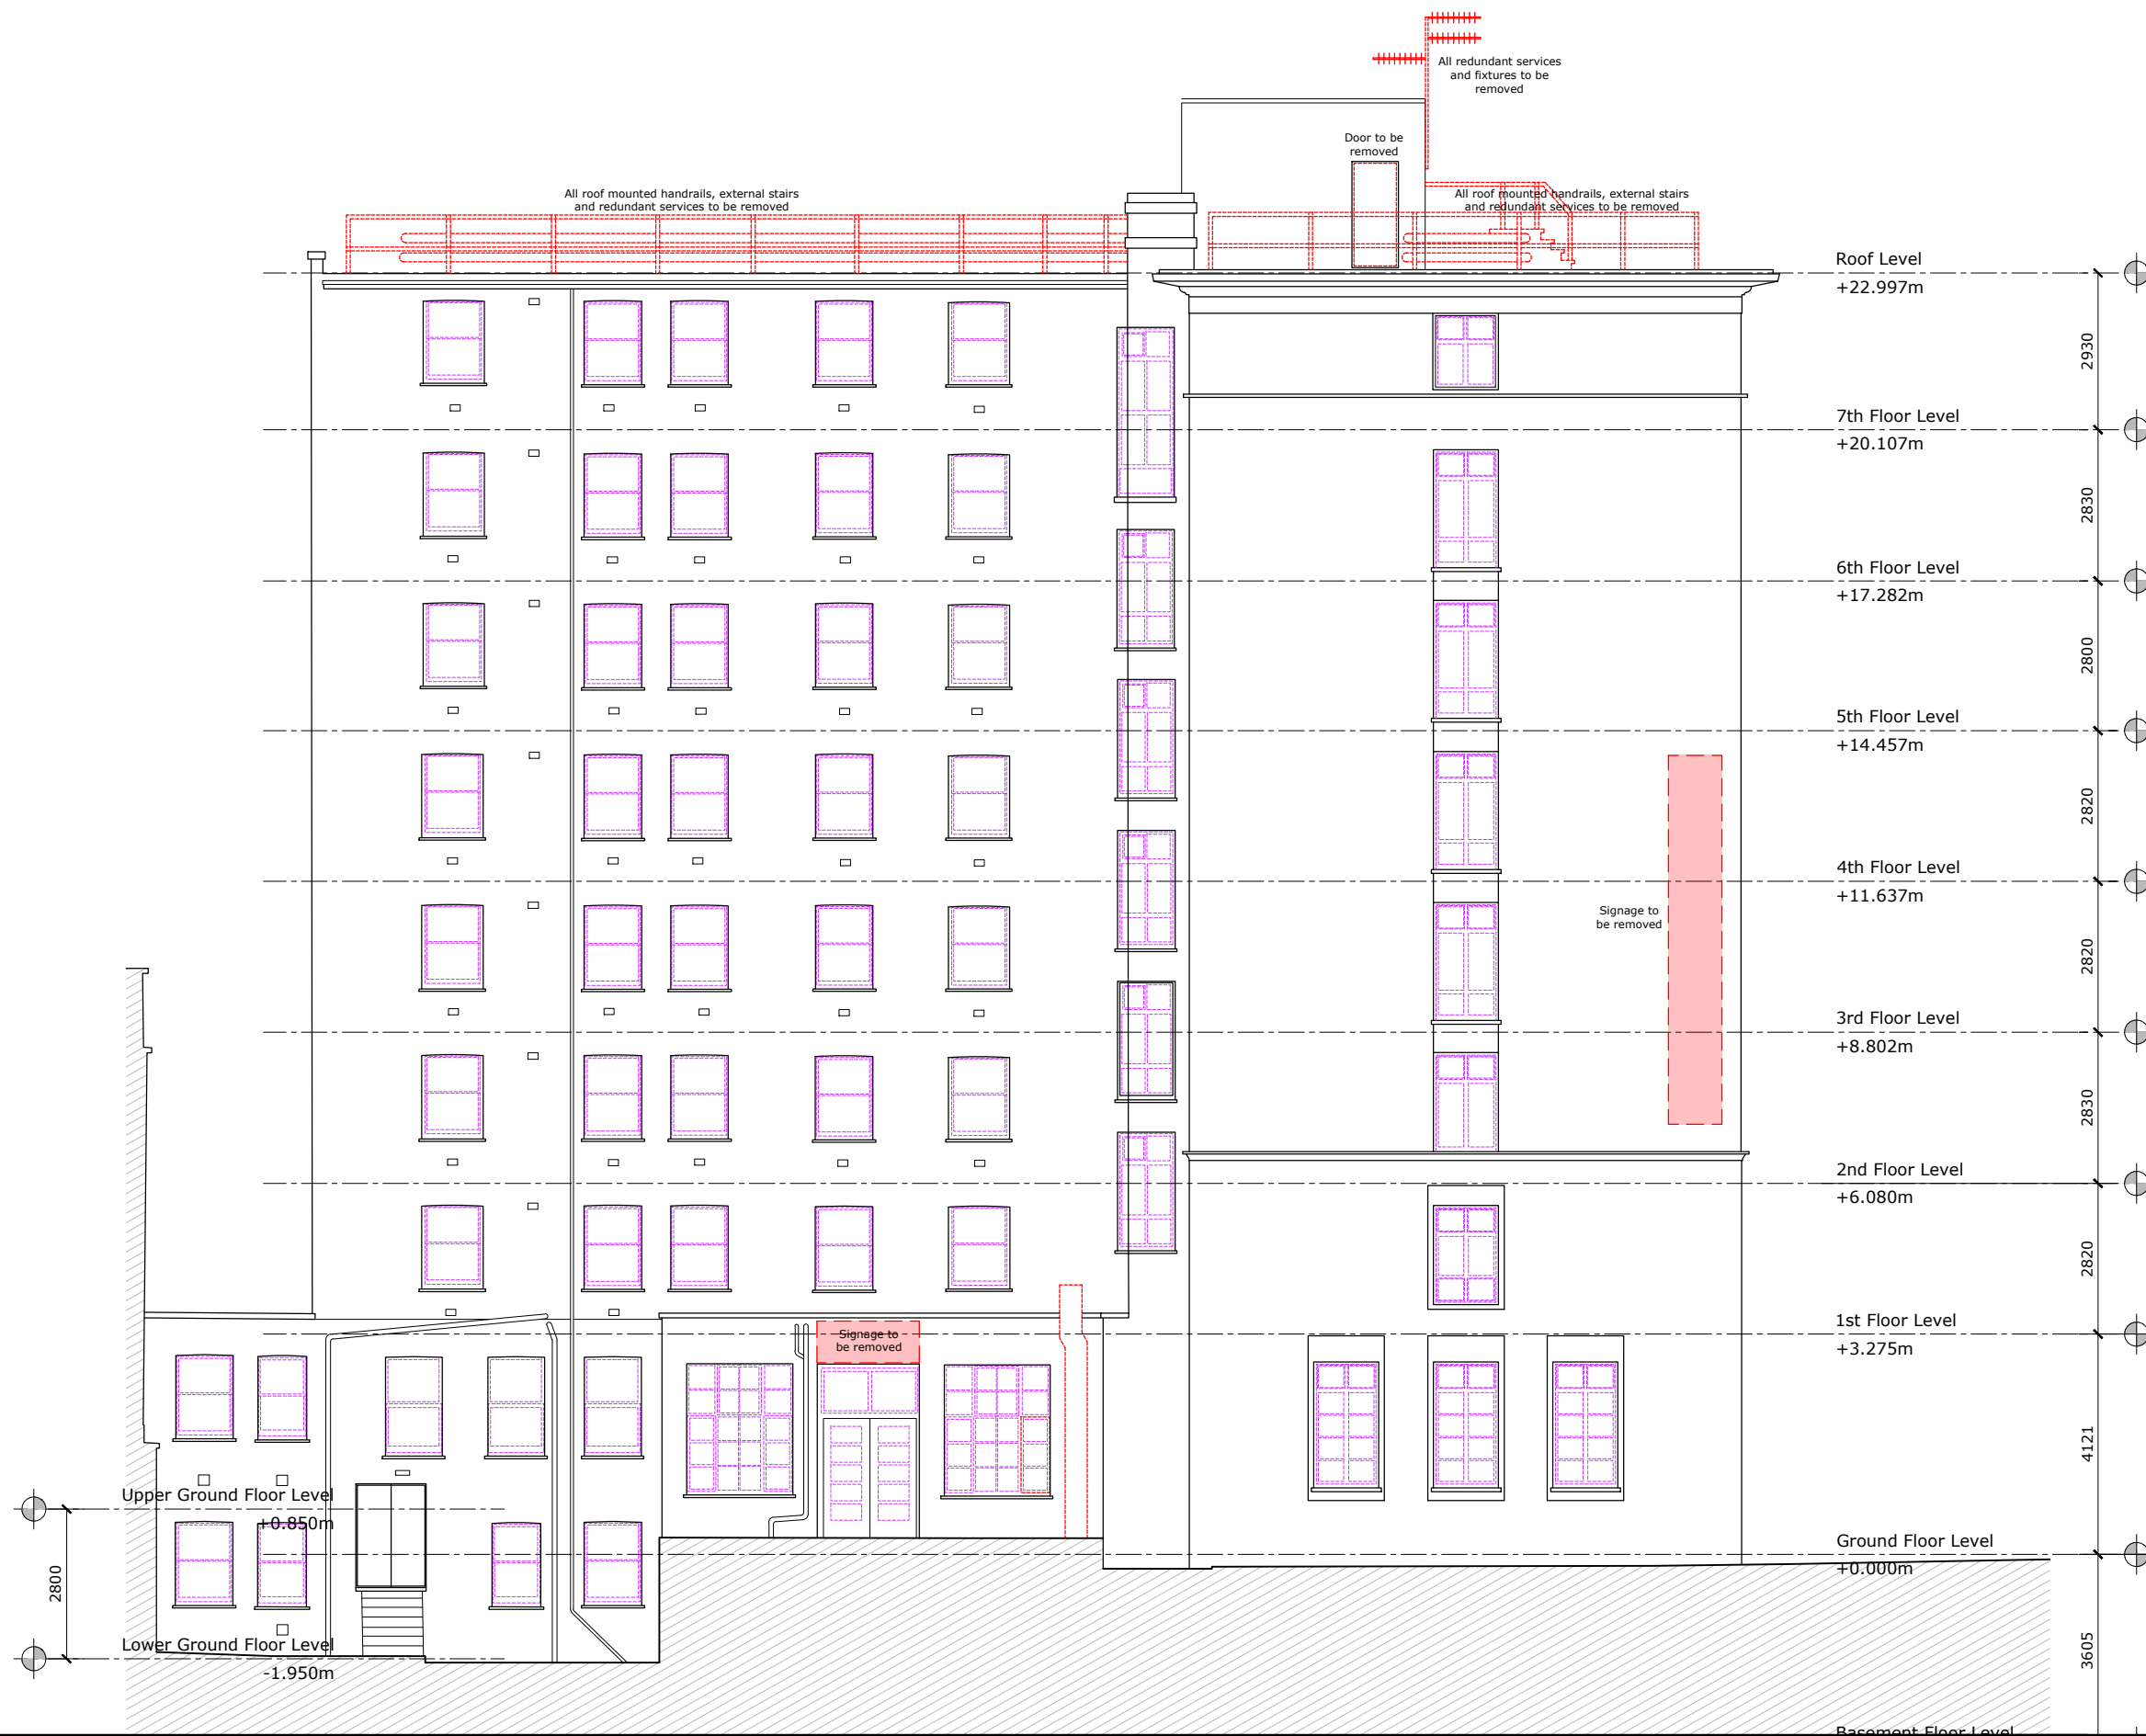 All redundant services
and fixtures to be
removed
Door to be
removed
All roof mounted handrails, external stairs
and redundant services to be removed
All roof mounted handrails, external stairs
and redundant services to be removed
Roof Level
+22.997m
2930
7th Floor Level
+20.107m
2830
6th Floor Level
+17.282m
2800
5th Floor Level
+14.457m
2820
4th Floor Level
+11.637m
Signage to
be removed
2820
3rd Floor Level
+8.802m
2830
2nd Floor Level
+6.080m
2820
1st Floor Level
+3.275m
Signage to
be removed
4121
Upper Ground Floor Level
+0.850m
Ground Floor Level
+0.000m
2800
3605
Lower Ground Floor Level
-1.950m
Basement Floor Level